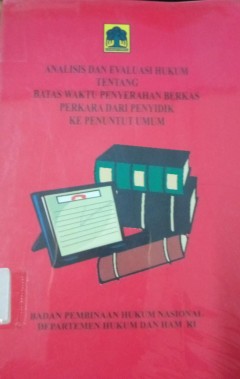 ANALISIS DAN EVALUASI HUKUM
TENTANG
BATAS WAKTU PENYERAHAN BERKAS
PERKARA DARI PENYIDIK
KE PENUNTUT UMUM
BADAN PEMBINAAN HUKUM NASIONAL
DEPARTEMEN HUKUM DAN HAM RI